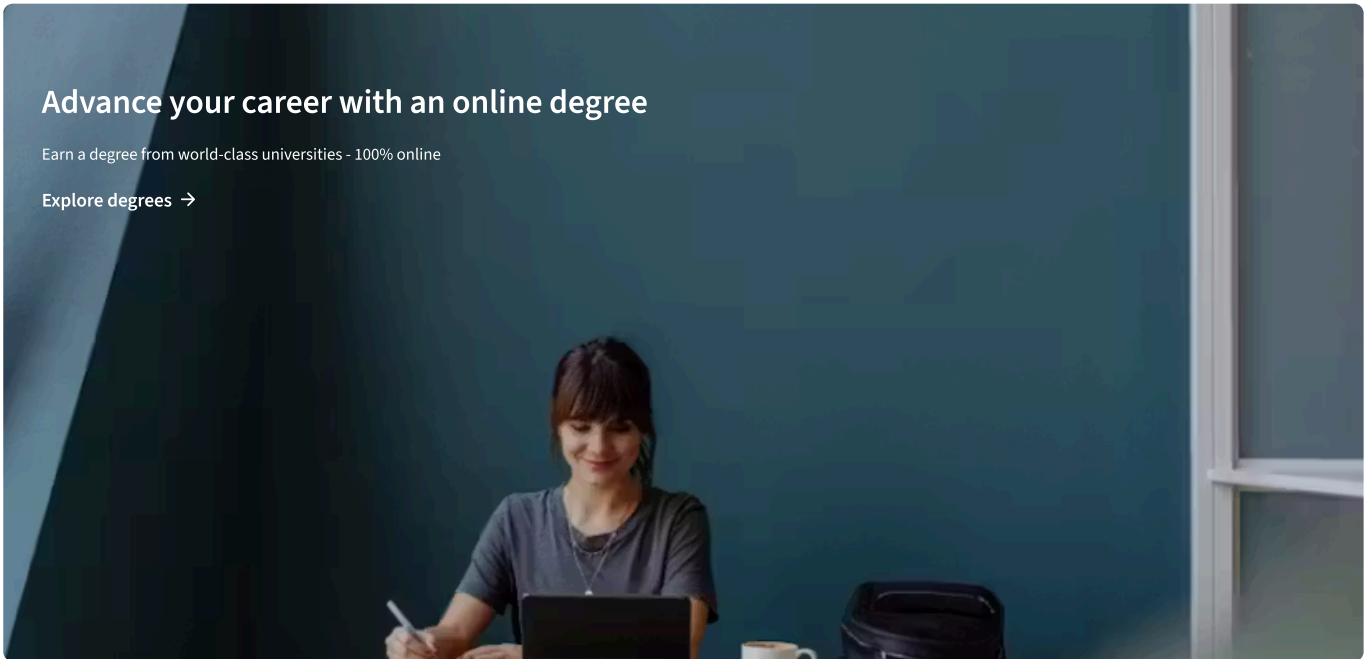 Advance your career with an online degree
Earn a degree from world-class universities - 100% online
Explore degrees →